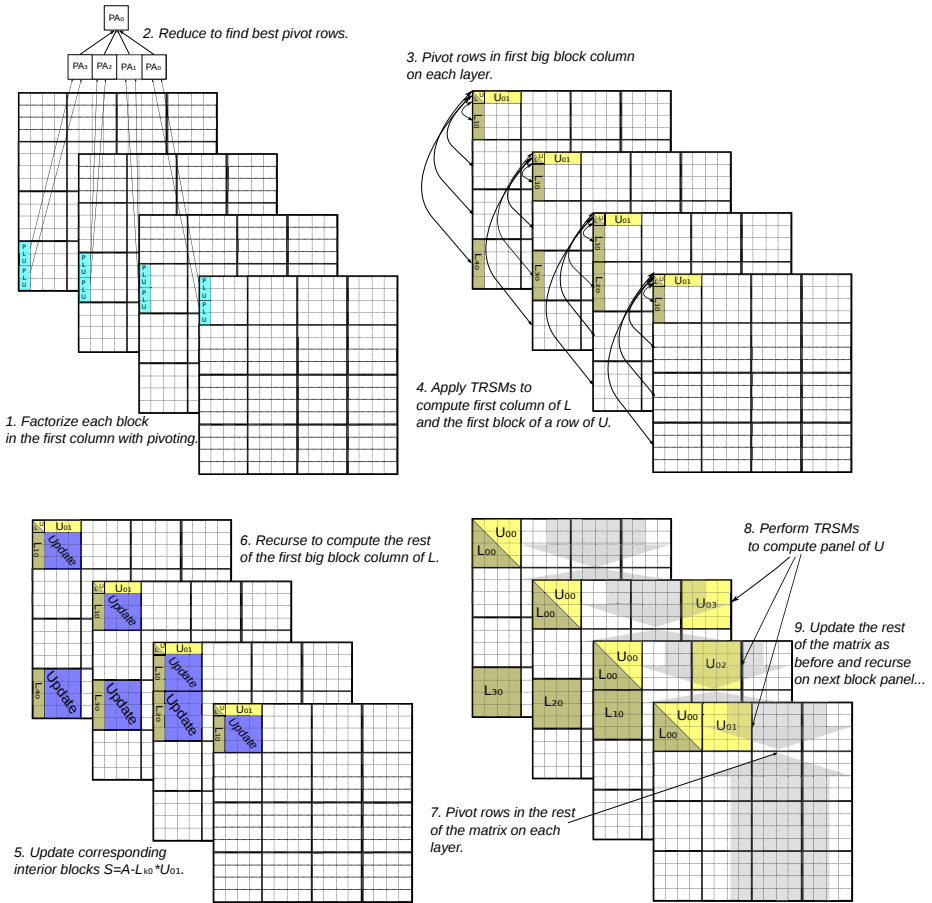 PA₀
2. Reduce to find best pivot rows.
PA₃ PA₂ PA₁ PA₀
P L U P L U
P L U P L U
P L U P L U
P L U P L U
1. Factorize each block
in the first column with pivoting.
3. Pivot rows in first big block column
on each layer.
L U U₀₁
L₁₀
L₄₀
L U U₀₁
L₁₀
L₃₀
L U U₀₁
L₁₀
L₂₀
L U U₀₁
L₁₀
4. Apply TRSMs to
compute first column of L
and the first block of a row of U.
L U U₀₁
L₁₀ Update
L₄₀ Update
L U U₀₁
L₁₀ Update
L₃₀ Update
L U U₀₁
L₁₀ Update
L₂₀ Update
L U U₀₁
L₁₀ Update
6. Recurse to compute the rest
of the first big block column of L.
5. Update corresponding
interior blocks S=A-Lₖ₀*U₀₁.
U₀₀
L₀₀
L₃₀
U₀₀
L₀₀ U₀₃
L₂₀
U₀₀
L₀₀ U₀₂
L₁₀
U₀₀ U₀₁
L₀₀
8. Perform TRSMs
to compute panel of U
9. Update the rest
of the matrix as
before and recurse
on next block panel...
7. Pivot rows in the rest
of the matrix on each
layer.